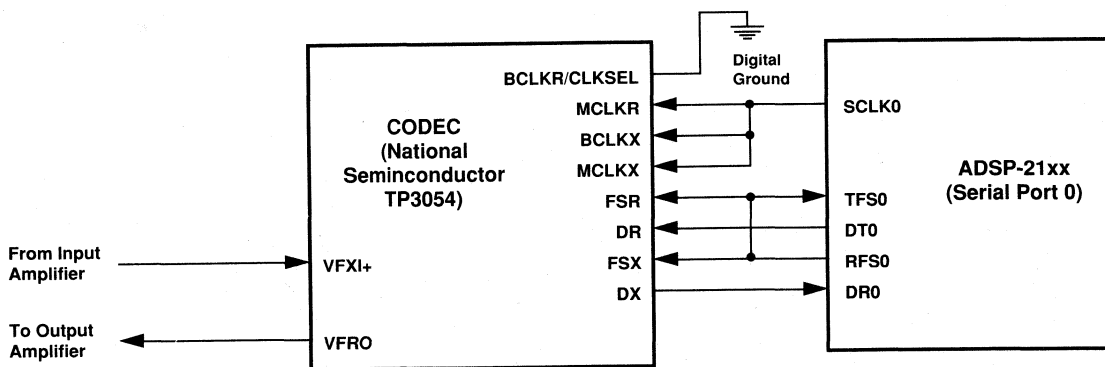 Digital
Ground
BCLKR/CLKSEL
MCLKR
BCLKX
MCLKX
FSR
DR
FSX
DX
CODEC
(National
Seminconductor
TP3054)
VFXI+
VFRO
From Input
Amplifier
To Output
Amplifier
SCLK0
TFS0
DT0
RFS0
DR0
ADSP-21xx
(Serial Port 0)